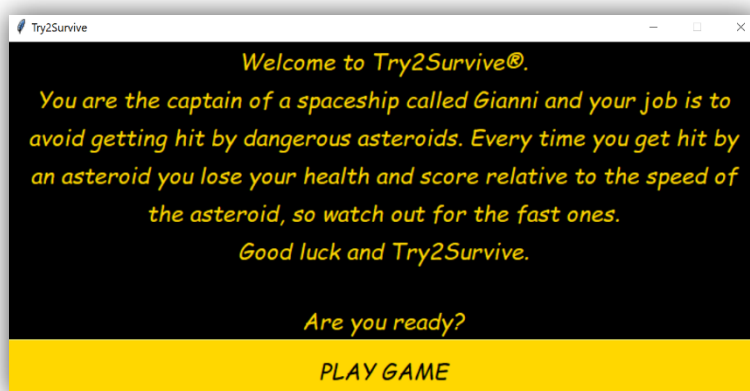 Try2Survive
Welcome to Try2Survive®.
You are the captain of a spaceship called Gianni and your job is to
avoid getting hit by dangerous asteroids. Every time you get hit by
an asteroid you lose your health and score relative to the speed of
the asteroid, so watch out for the fast ones.
Good luck and Try2Survive.
Are you ready?
PLAY GAME